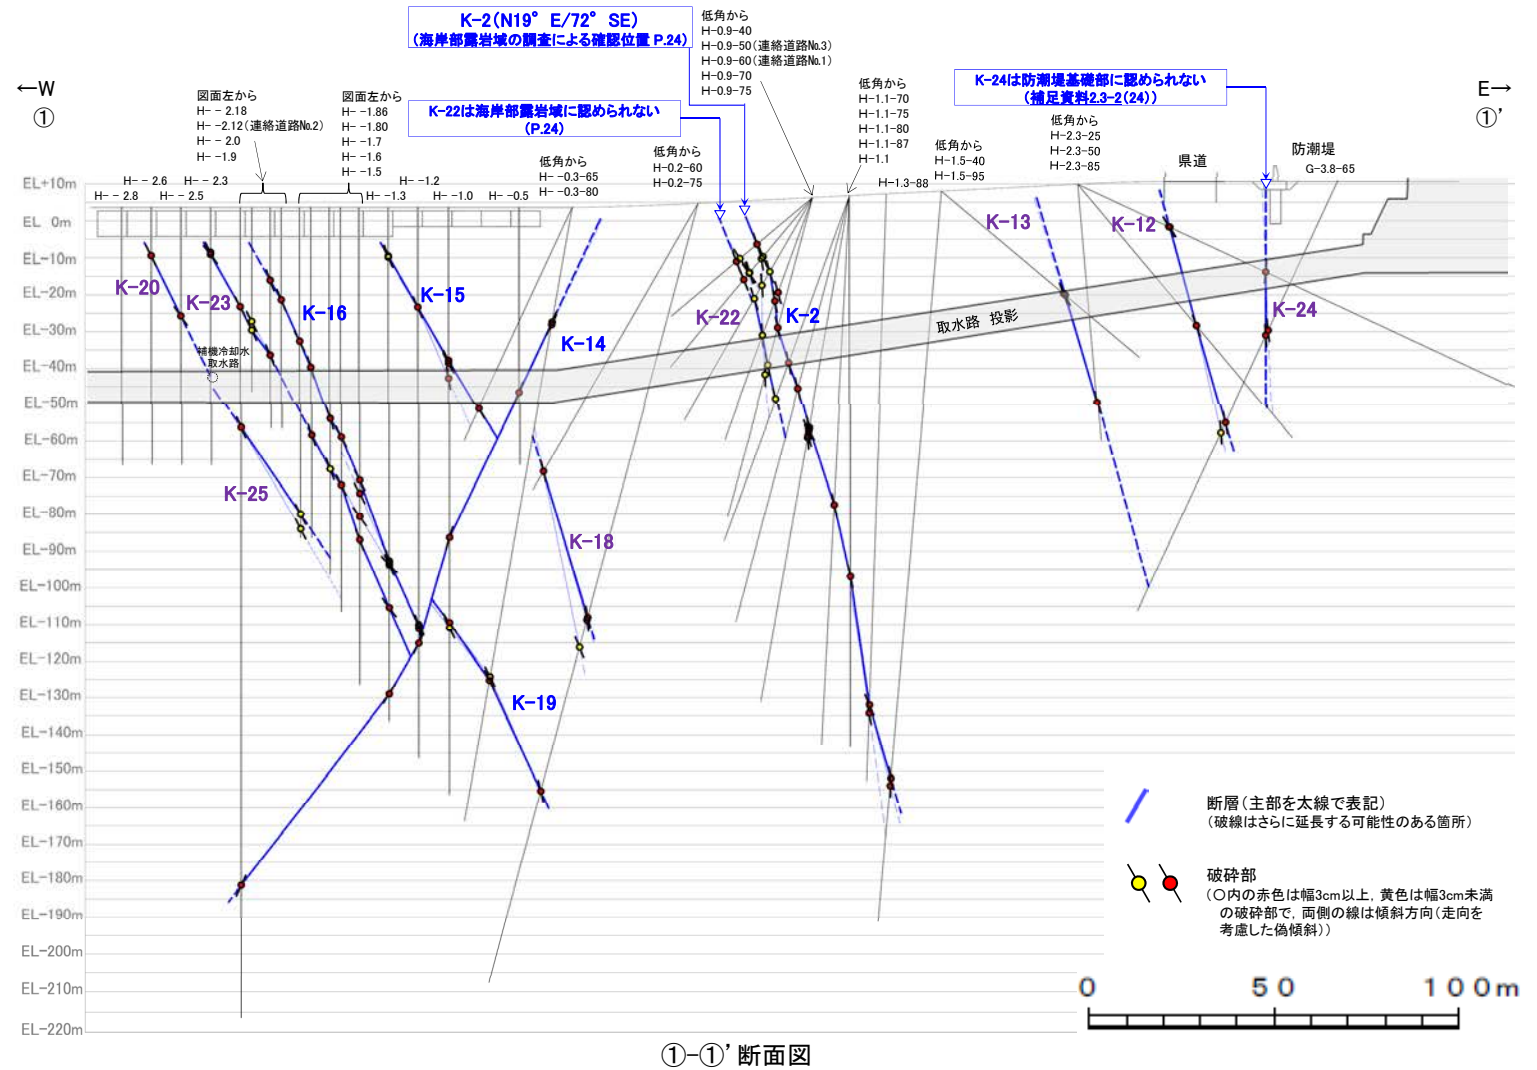 K-2(N19° E/72° SE)
(海岸部露岩域の調査による確認位置 P.24)
低角から
H-0.9-40
H-0.9-50(連絡道路No.3)
H-0.9-60(連絡道路No.1)
H-0.9-70
H-0.9-75
←W
①
E→
①’
図面左から
H- - 2.18
H- -2.12(連絡道路No.2)
H- - 2.0
H- -1.9
図面左から
H- -1.86
H- -1.80
H- -1.7
H- -1.6
H- -1.5
K-22は海岸部露岩域に認められない
(P.24)
低角から
H-1.1-70
H-1.1-75
H-1.1-80
H-1.1-87
H-1.1
K-24は防潮堤基礎部に認められない
(補足資料2.3-2(24))
低角から
H-2.3-25
H-2.3-50
H-2.3-85
低角から
H- -0.3-65
H- -0.3-80
低角から
H-0.2-60
H-0.2-75
低角から
H-1.5-40
H-1.5-95
H-1.3-88
県道
防潮堤
G-3.8-65
H- - 2.6
H- - 2.3
H- -1.2
H- - 2.8
H- -2.5
H- -1.3
H- -1.0
H- -0.5
EL+10m
EL 0m
EL-10m
EL-20m
EL-30m
EL-40m
EL-50m
EL-60m
EL-70m
EL-80m
EL-90m
EL-100m
EL-110m
EL-120m
EL-130m
EL-140m
EL-150m
EL-160m
EL-170m
EL-180m
EL-190m
EL-200m
EL-210m
EL-220m
K-13
K-12
K-20
K-23
K-16
K-15
K-14
K-22
K-2
K-24
取水路 投影
補機冷却水
取水路
K-25
K-18
K-19
断層(主部を太線で表記)
(破線はさらに延長する可能性のある箇所)
破砕部
(○内の赤色は幅3cm以上, 黄色は幅3cm未満
の破砕部で, 両側の線は傾斜方向(走向を
考慮した偽傾斜))
0 50 100m
①-①’断面図